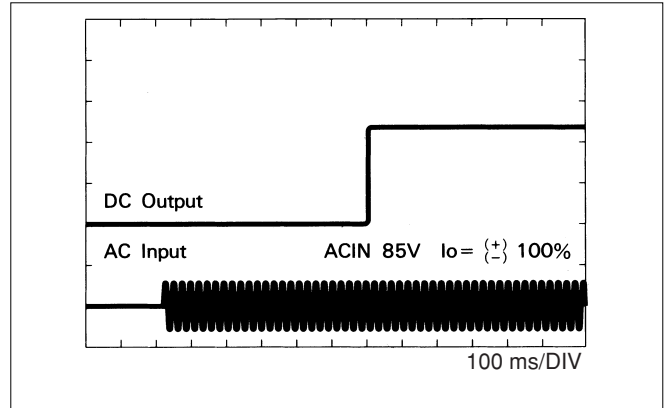 DC Output
AC Input ACIN 85V Io= (+) (−) 100%
100 ms/DIV